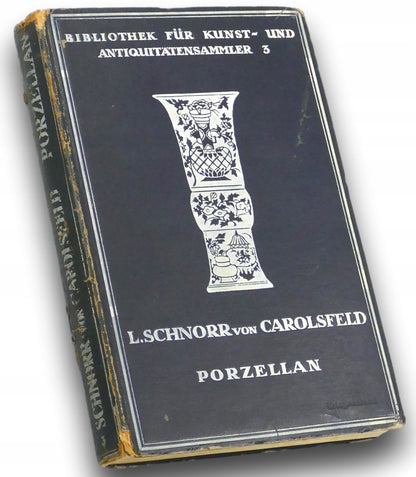 BIBLIOTHEK FÜR KUNST- UND
ANTIQUITÄTENSAMMLER 3
L. SCHNORR VON CAROLSFELD
PORZELLAN
SCHNORR VON CAROLSFELD PORZELLAN